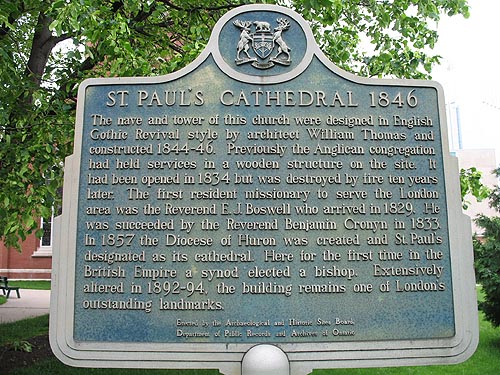 ST PAUL'S CATHEDRAL 1846
The nave and tower of this church were designed in English
Gothic Revival style by architect William Thomas and
constructed 1844-46. Previously the Anglican congregation
had held services in a wooden structure on the site. It
had been opened in 1834 but was destroyed by fire ten years
later. The first resident missionary to serve the London
area was the Reverend E. J. Boswell who arrived in 1829. He
was succeeded by the Reverend Benjamin Cronyn in 1833.
In 1857 the Diocese of Huron was created and St Paul's
designated as its cathedral. Here for the first time in the
British Empire a synod elected a bishop. Extensively
altered in 1892-94, the building remains one of London's
outstanding landmarks.
Erected by the Archaeological and Historic Sites Board,
Department of Public Records and Archives of Ontario